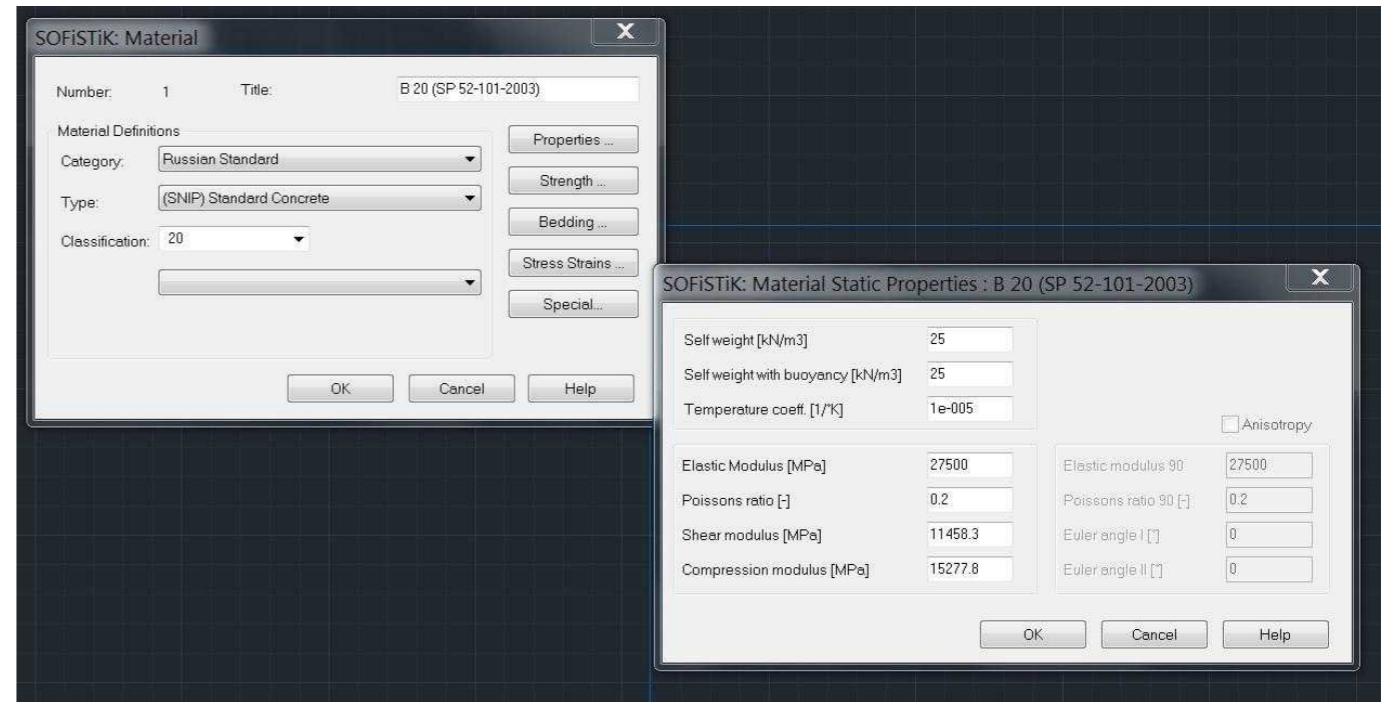 SOFiSTiK: Material
X
Number: 1 Title: B 20 (SP 52-101-2003)
Material Definitions
Properties ...
Category: Russian Standard
Strength ...
Type: (SNIP) Standard Concrete
Bedding ...
Classification: 20
Stress Strains ...
Special...
OK Cancel Help
SOFiSTiK: Material Static Properties : B 20 (SP 52-101-2003)
X
Self weight [kN/m3] 25
Self weight with buoyancy [kN/m3] 25
Temperature coeff. [1/°K] 1e-005
Anisotropy
Elastic Modulus [MPa] 27500 Elastic modulus 90 27500
Poissons ratio [-] 0.2 Poissons ratio 90 [-] 0.2
Shear modulus [MPa] 11458.3 Euler angle I [°] 0
Compression modulus [MPa] 15277.8 Euler angle II [°] 0
OK Cancel Help